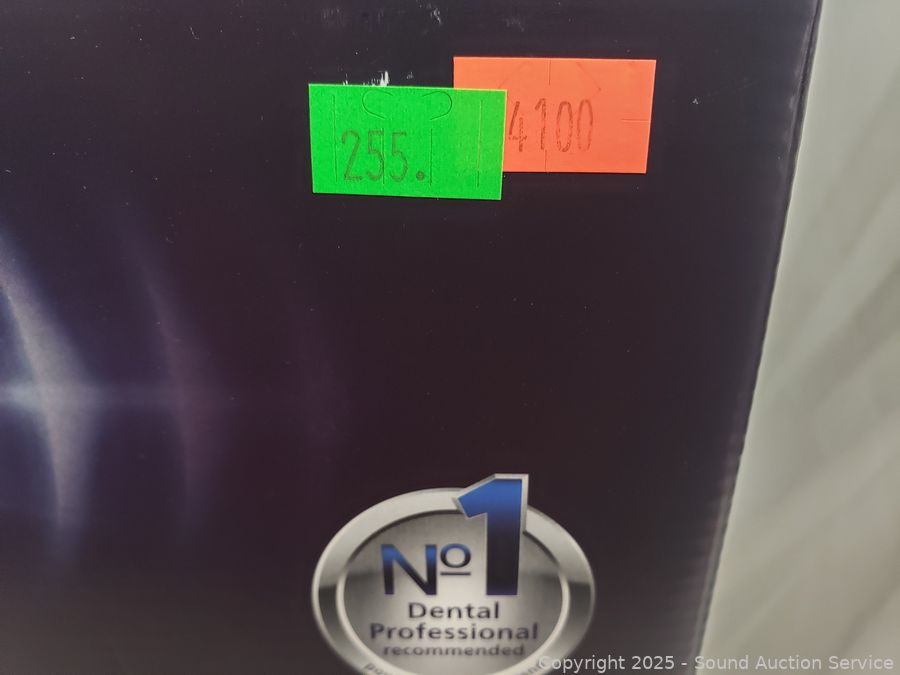 255.
4100
Nº1
Dental
Professional
recommended
Copyright 2025 - Sound Auction Service